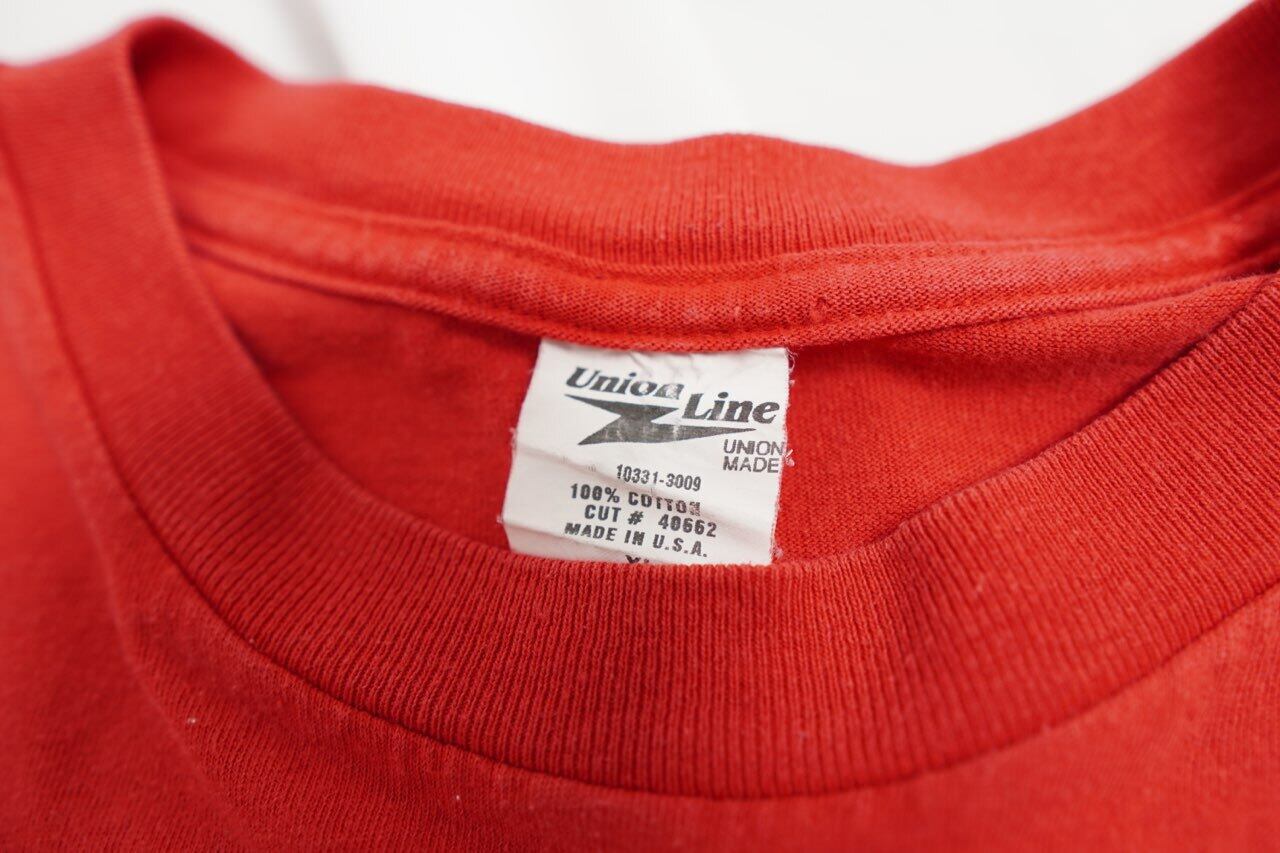 Union Line
UNION
MADE
10331-3009
100% COTTON
CUT # 40662
MADE IN U.S.A.